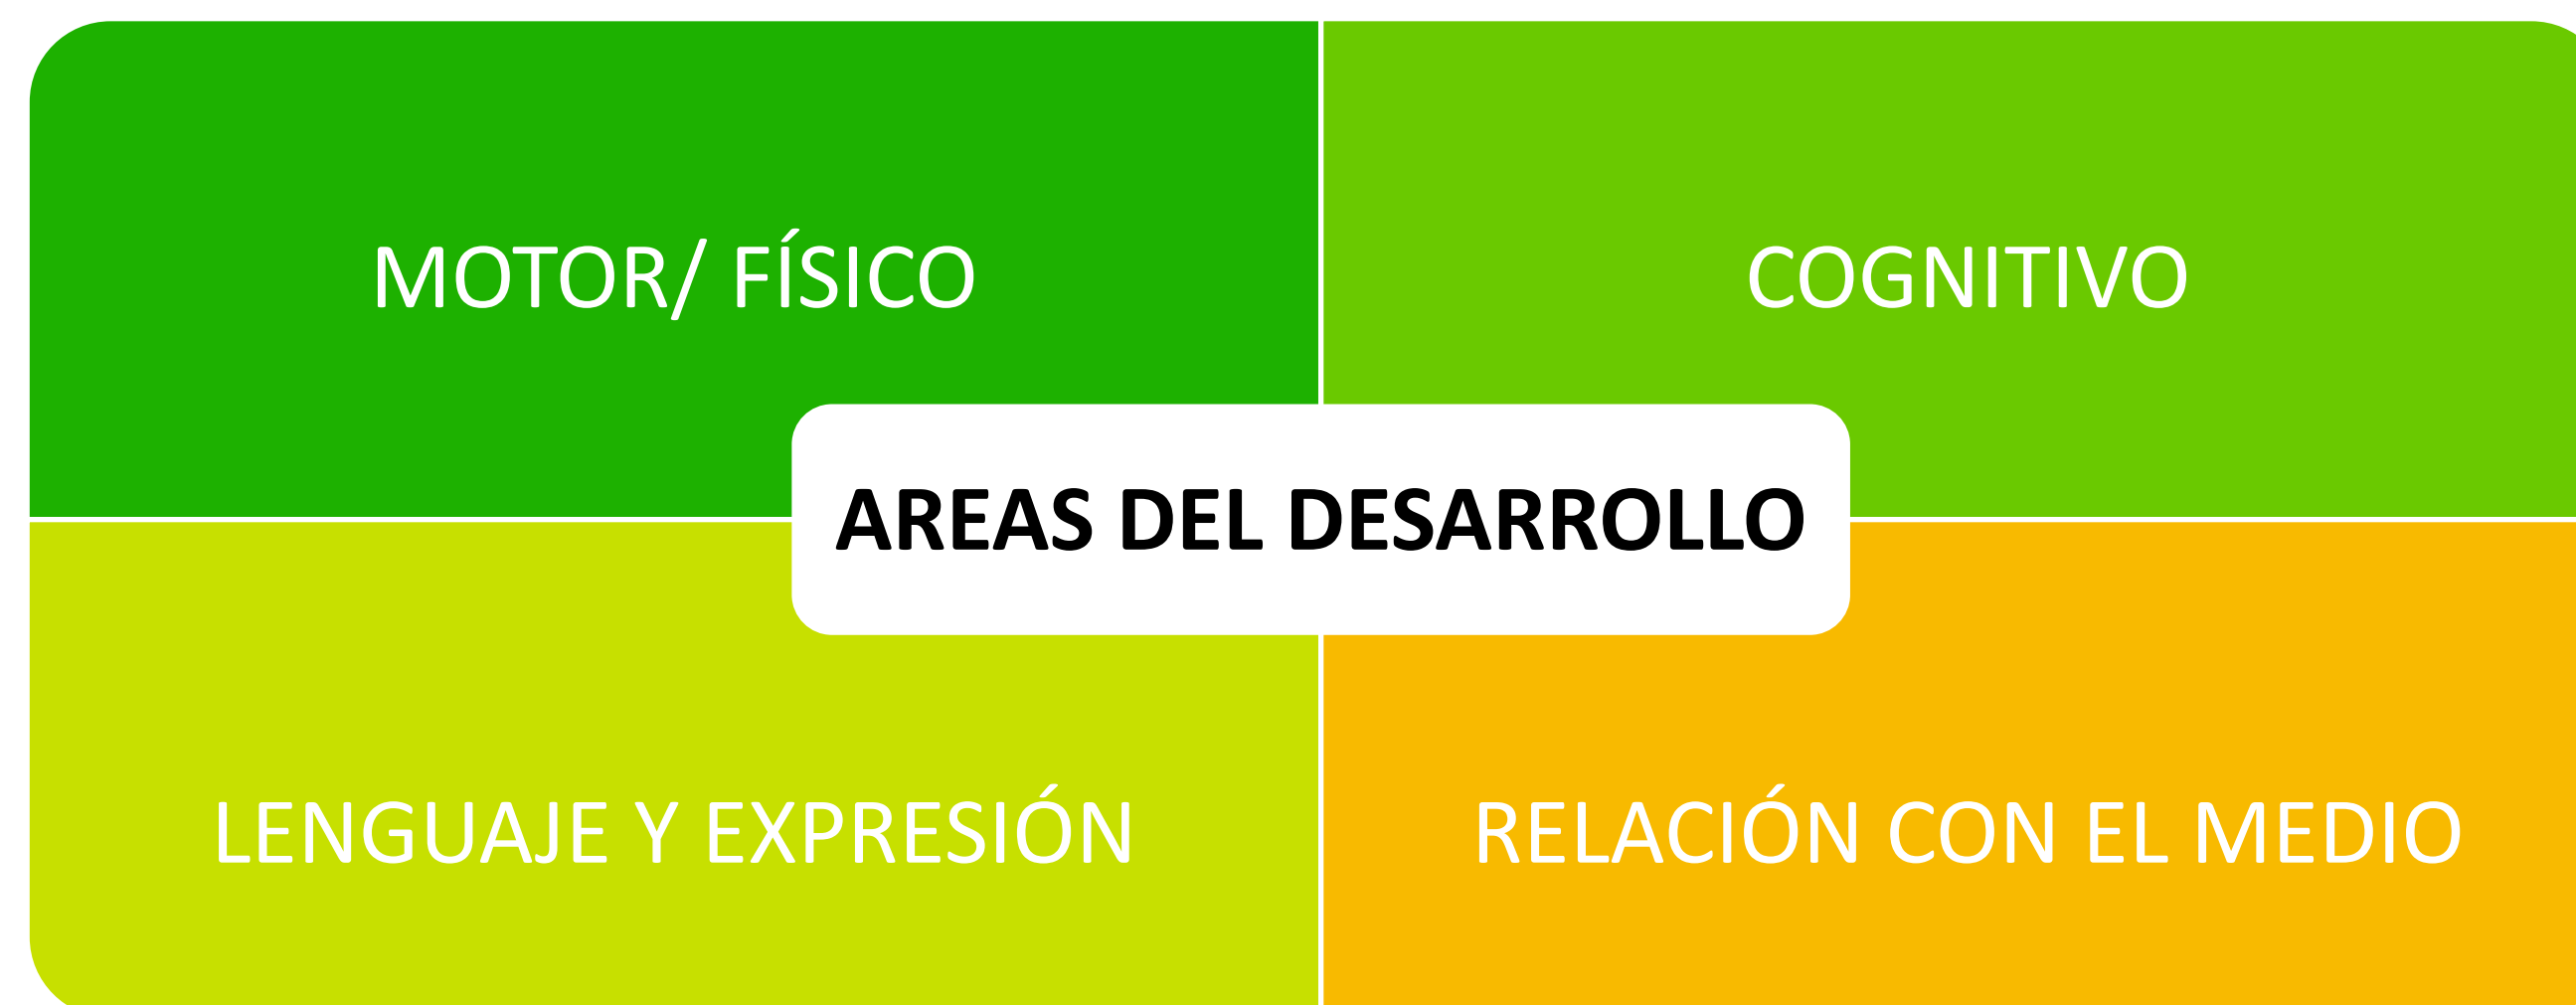 MOTOR/ FÍSICO
COGNITIVO
AREAS DEL DESARROLLO
LENGUAJE Y EXPRESIÓN
RELACIÓN CON EL MEDIO